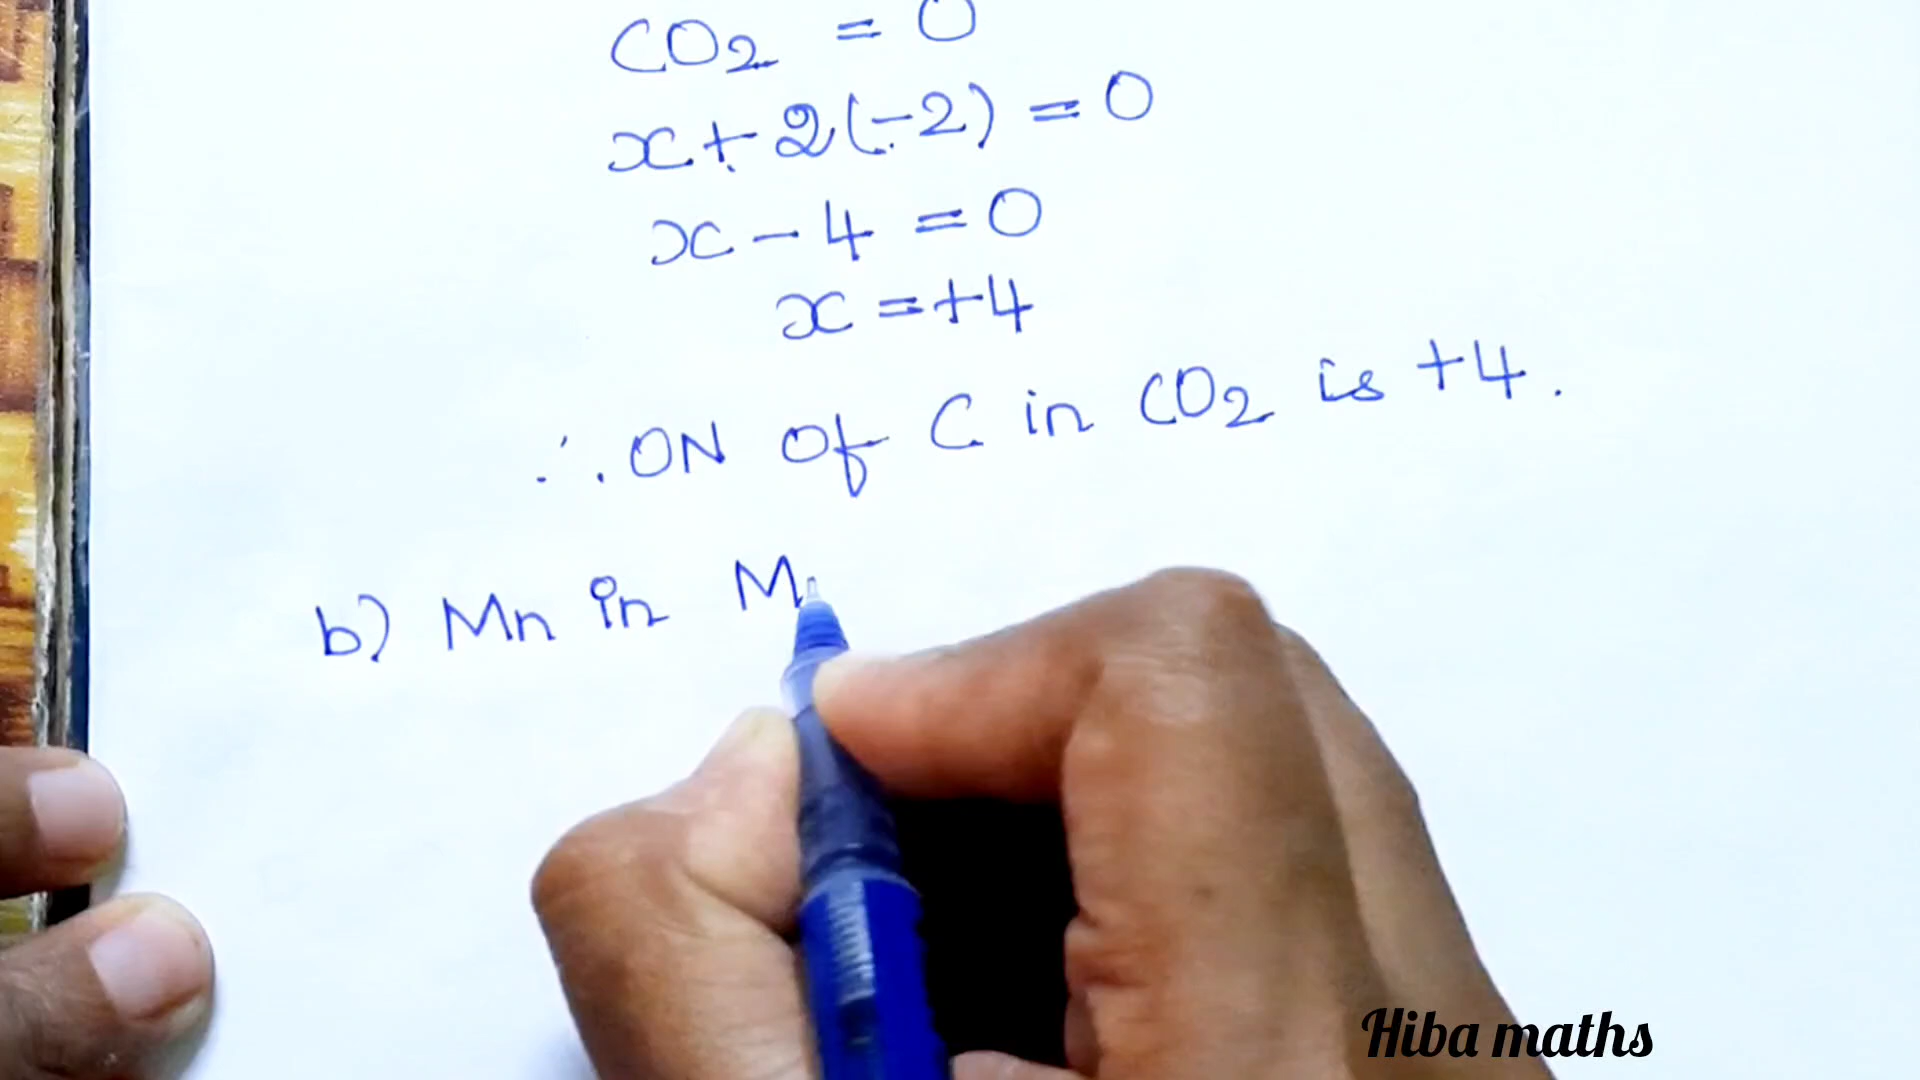 CO₂ = 0
x + 2(-2) = 0
x - 4 = 0
x = +4
∴ ON of C in CO₂ is +4.
b) Mn in M
Hiba maths